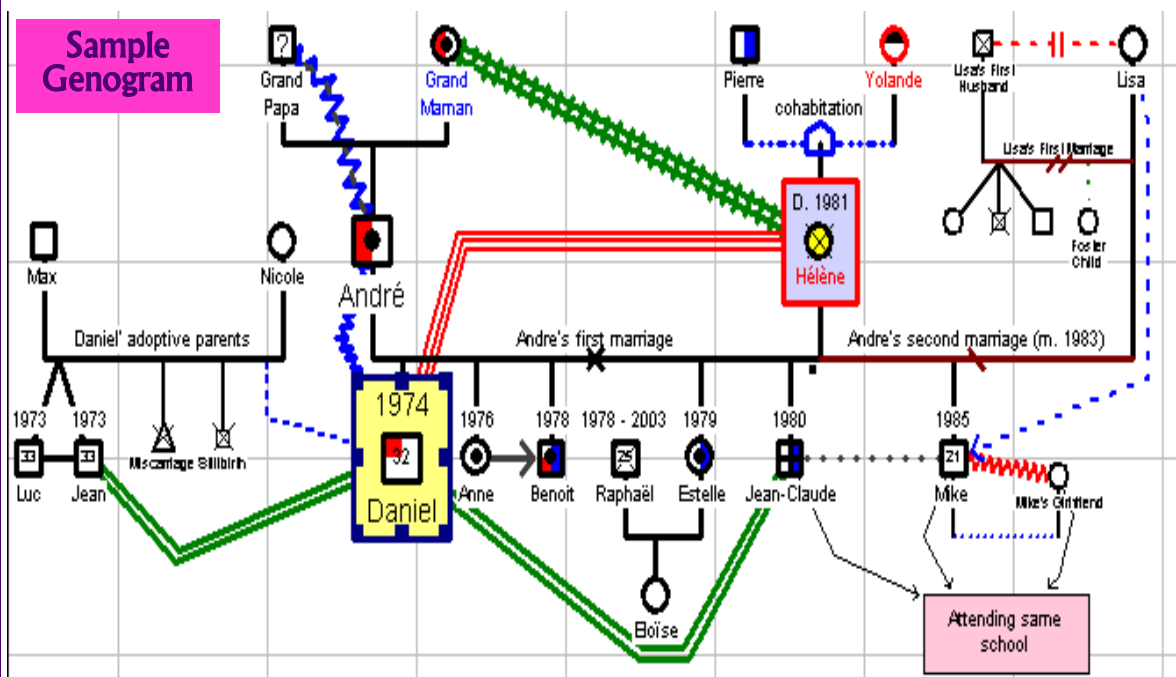 Sample
Genogram
?
Grand
Papa
Grand
Maman
Pierre
Yolande
cohabitation
Lisa's First
Husband
Lisa
Lisa's First Marriage
D. 1981
Hélène
Foster
Child
Max
Nicole
André
Daniel' adoptive parents
Andre's first marriage
Andre's second marriage (m. 1983)
1973
1973
33
33
Luc
Jean
Miscarriage
Stillbirth
1974
32
Daniel
1976
Anne
1978
Benoit
1978 - 2003
25
Raphaël
1979
Estelle
1980
Jean-Claude
1985
21
Mike
Mike's Girlfriend
Eloïse
Attending same
school